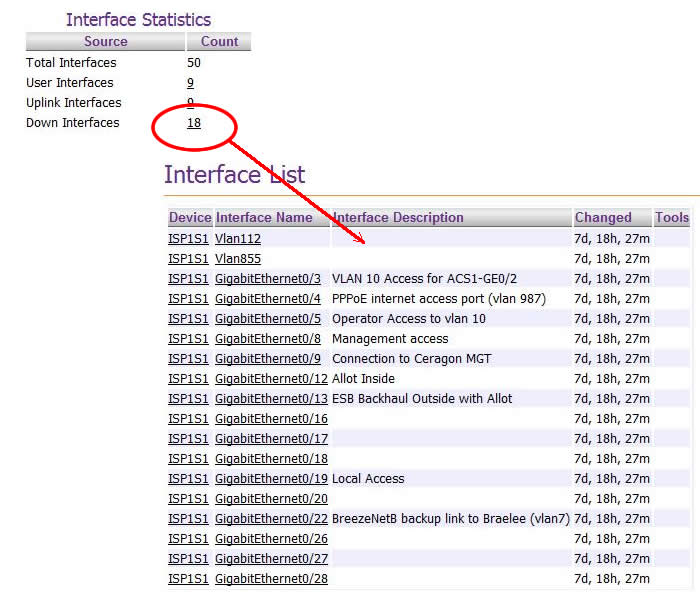 Interface Statistics
Source Count
Total Interfaces 50
User Interfaces 9
Uplink Interfaces 9
Down Interfaces 18
Interface List
Device Interface Name Interface Description Changed Tools
ISP1S1 Vlan112 7d, 18h, 27m
ISP1S1 Vlan855 7d, 18h, 27m
ISP1S1 GigabitEthernet0/3 VLAN 10 Access for ACS1-GE0/2 7d, 18h, 27m
ISP1S1 GigabitEthernet0/4 PPPoE internet access port (vlan 987) 7d, 18h, 27m
ISP1S1 GigabitEthernet0/5 Operator Access to vlan 10 7d, 18h, 27m
ISP1S1 GigabitEthernet0/8 Management access 7d, 18h, 27m
ISP1S1 GigabitEthernet0/9 Connection to Ceragon MGT 7d, 18h, 27m
ISP1S1 GigabitEthernet0/12 Allot Inside 7d, 18h, 27m
ISP1S1 GigabitEthernet0/13 ESB Backhaul Outside with Allot 7d, 18h, 27m
ISP1S1 GigabitEthernet0/16 7d, 18h, 27m
ISP1S1 GigabitEthernet0/17 7d, 18h, 27m
ISP1S1 GigabitEthernet0/18 7d, 18h, 27m
ISP1S1 GigabitEthernet0/19 Local Access 7d, 18h, 27m
ISP1S1 GigabitEthernet0/20 7d, 18h, 27m
ISP1S1 GigabitEthernet0/22 BreezeNetB backup link to Braelee (vlan7) 7d, 18h, 27m
ISP1S1 GigabitEthernet0/26 7d, 18h, 27m
ISP1S1 GigabitEthernet0/27 7d, 18h, 27m
ISP1S1 GigabitEthernet0/28 7d, 18h, 27m